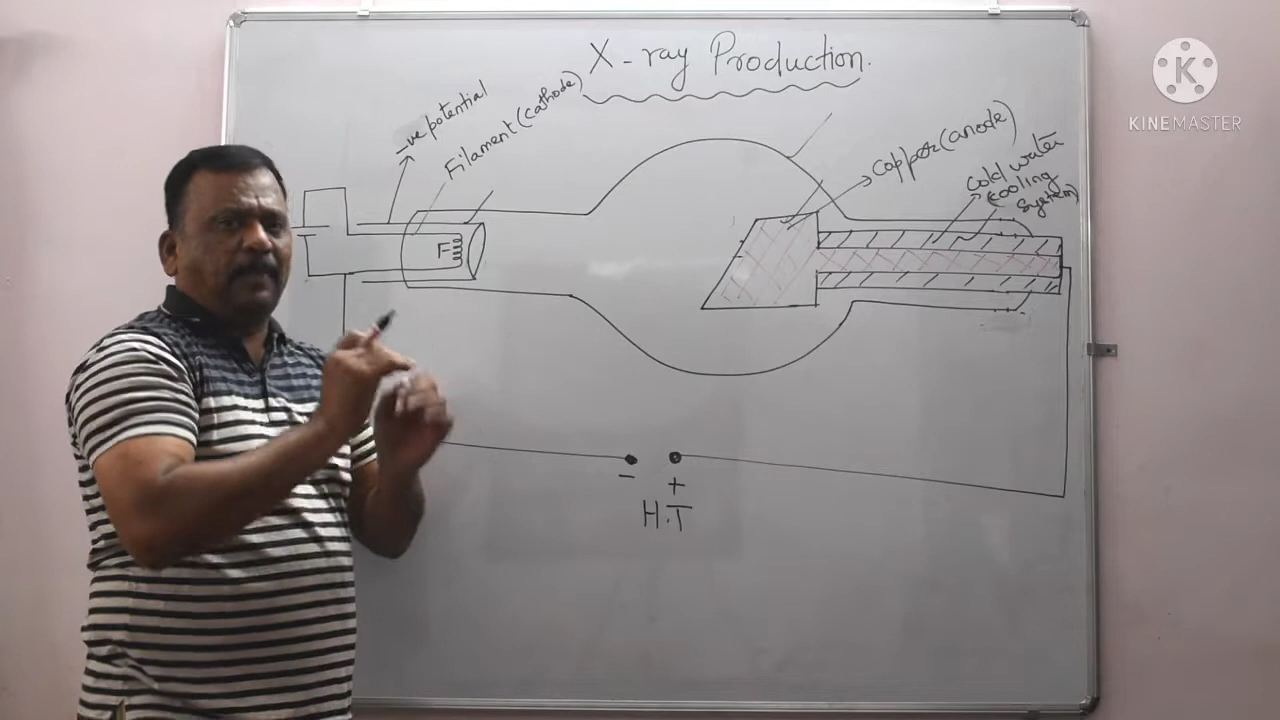 X-ray Production.
-ve potential
Filament (cathode)
F
Copper (anode)
Cold water
(cooling
system)
-
+
H.T
K
KINEMASTER